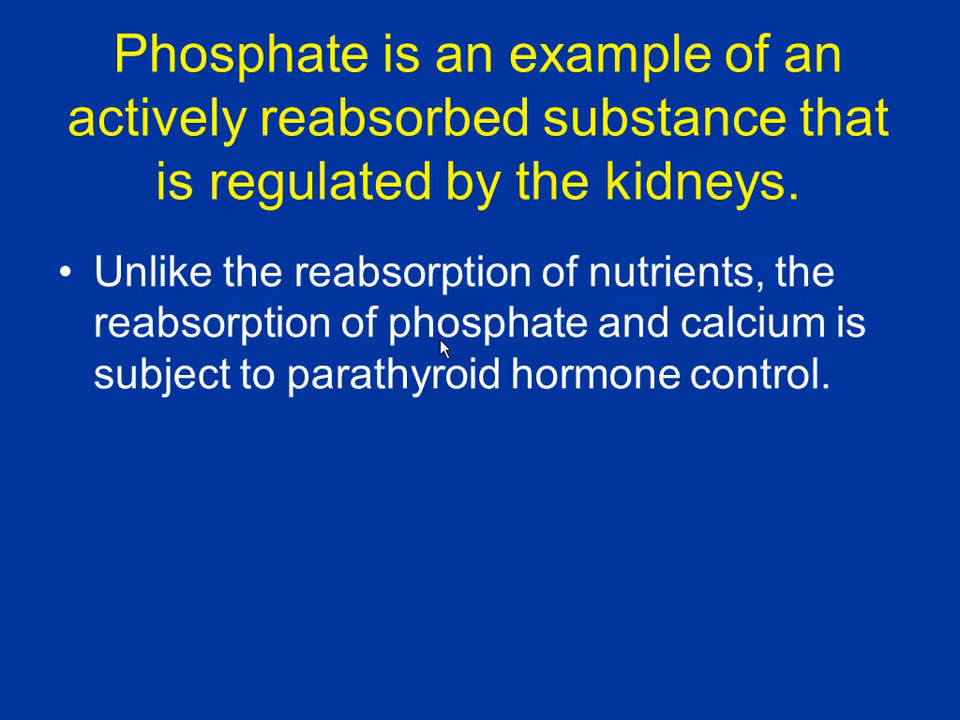 Phosphate is an example of an
actively reabsorbed substance that
is regulated by the kidneys.
• Unlike the reabsorption of nutrients, the
reabsorption of phosphate and calcium is
subject to parathyroid hormone control.